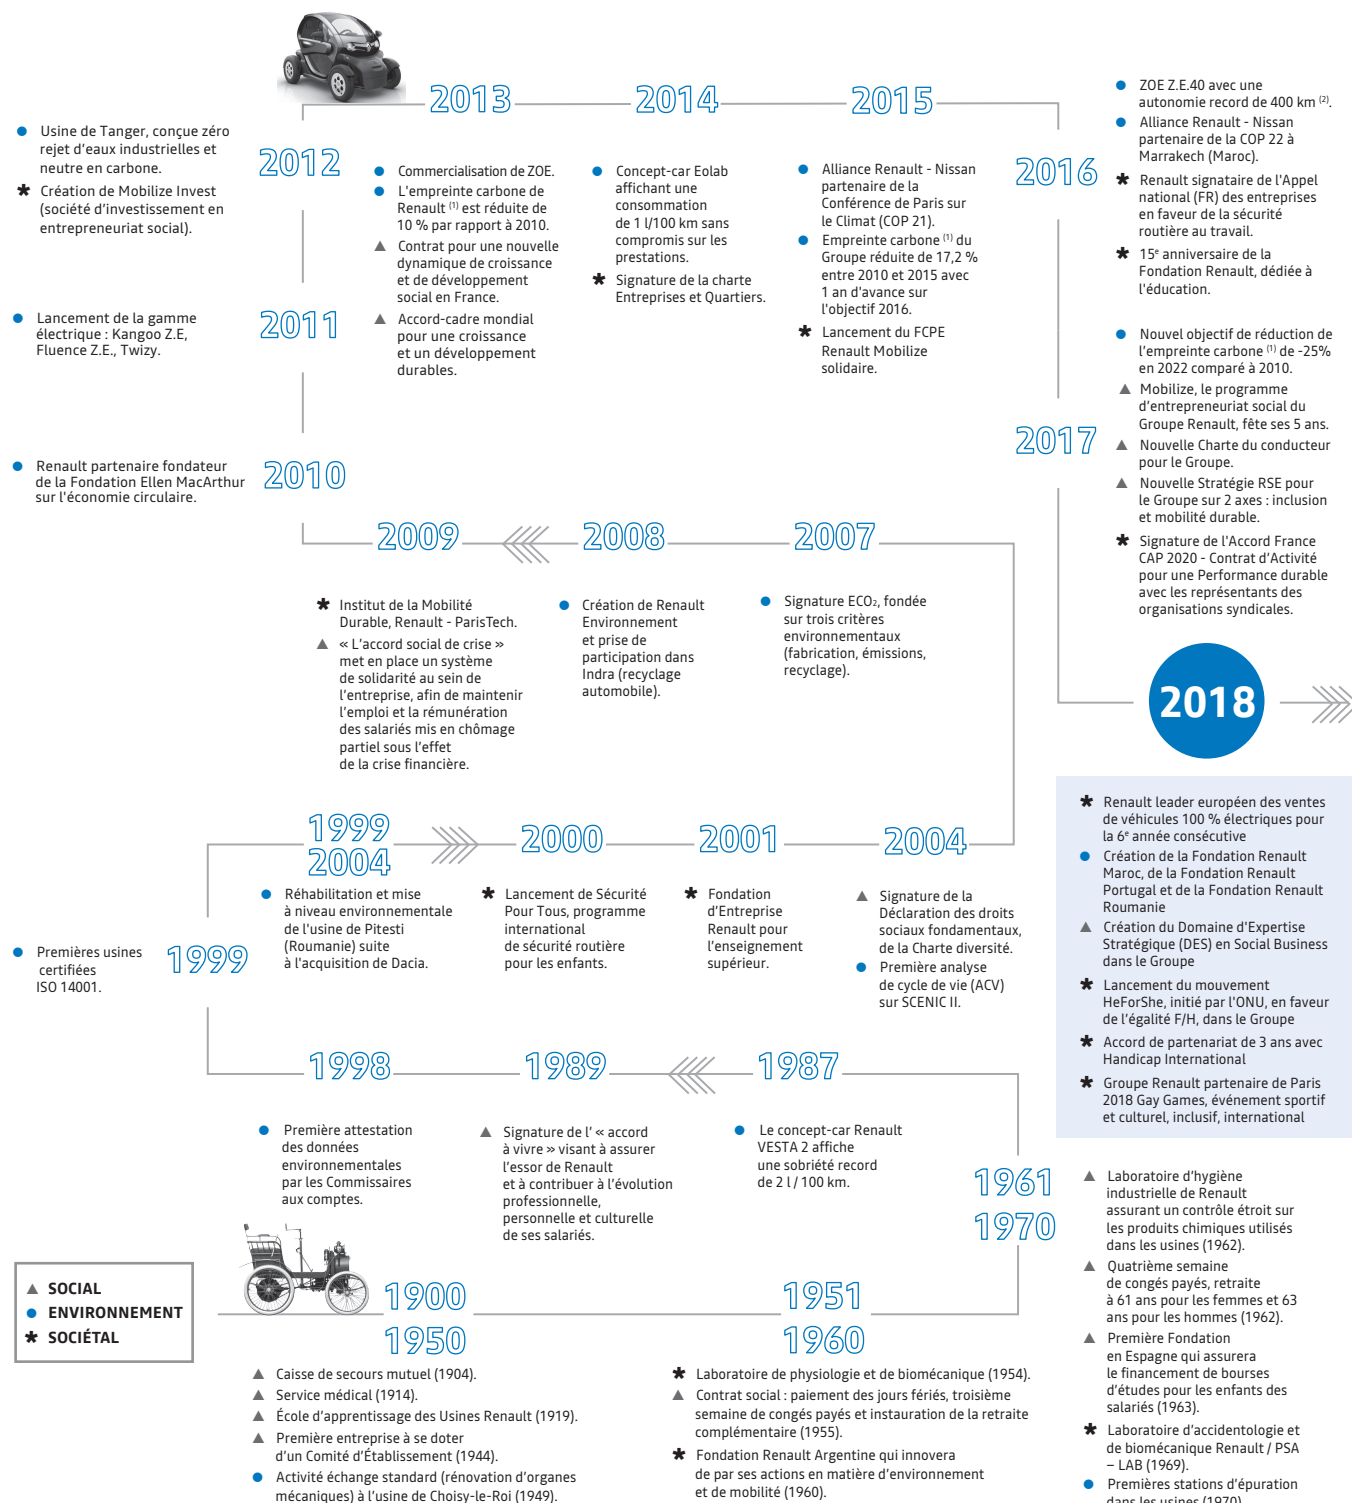 2013
2014
2015
2012
2016
2011
2017
2010
2009
2008
2007
2018
1999
2004
2000
2001
2004
1999
1998
1989
1987
1961
1970
1900
1950
1951
1960
Usine de Tanger, conçue zéro
rejet d'eaux industrielles et
neutre en carbone.
Création de Mobilize Invest
(société d'investissement en
entrepreneuriat social).
Lancement de la gamme
électrique : Kangoo Z.E,
Fluence Z.E., Twizy.
Renault partenaire fondateur
de la Fondation Ellen MacArthur
sur l'économie circulaire.
Commercialisation de ZOE.
L'empreinte carbone de
Renault (1) est réduite de
10 % par rapport à 2010.
Contrat pour une nouvelle
dynamique de croissance
et de développement
social en France.
Accord-cadre mondial
pour une croissance
et un développement
durables.
Concept-car Eolab
affichant une
consommation
de 1 l/100 km sans
compromis sur les
prestations.
Signature de la charte
Entreprises et Quartiers.
Alliance Renault - Nissan
partenaire de la
Conférence de Paris sur
le Climat (COP 21).
Empreinte carbone (1) du
Groupe réduite de 17,2 %
entre 2010 et 2015 avec
1 an d'avance sur
l'objectif 2016.
Lancement du FCPE
Renault Mobilize
solidaire.
ZOE Z.E.40 avec une
autonomie record de 400 km (2).
Alliance Renault - Nissan
partenaire de la COP 22 à
Marrakech (Maroc).
Renault signataire de l'Appel
national (FR) des entreprises
en faveur de la sécurité
routière au travail.
15e anniversaire de la
Fondation Renault, dédiée à
l'éducation.
Nouvel objectif de réduction de
l'empreinte carbone (1) de -25%
en 2022 comparé à 2010.
Mobilize, le programme
d'entrepreneuriat social du
Groupe Renault, fête ses 5 ans.
Nouvelle Charte du conducteur
pour le Groupe.
Nouvelle Stratégie RSE pour
le Groupe sur 2 axes : inclusion
et mobilité durable.
Signature de l'Accord France
CAP 2020 - Contrat d'Activité
pour une Performance durable
avec les représentants des
organisations syndicales.
Institut de la Mobilité
Durable, Renault - ParisTech.
« L'accord social de crise »
met en place un système
de solidarité au sein de
l'entreprise, afin de maintenir
l'emploi et la rémunération
des salariés mis en chômage
partiel sous l'effet
de la crise financière.
Création de Renault
Environnement
et prise de
participation dans
Indra (recyclage
automobile).
Signature ECO2, fondée
sur trois critères
environnementaux
(fabrication, émissions,
recyclage).
Renault leader européen des ventes
de véhicules 100 % électriques pour
la 6e année consécutive
Création de la Fondation Renault
Maroc, de la Fondation Renault
Portugal et de la Fondation Renault
Roumanie
Création du Domaine d'Expertise
Stratégique (DES) en Social Business
dans le Groupe
Lancement du mouvement
HeForShe, initié par l'ONU, en faveur
de l'égalité F/H, dans le Groupe
Accord de partenariat de 3 ans avec
Handicap International
Groupe Renault partenaire de Paris
2018 Gay Games, événement sportif
et culturel, inclusif, international
Premières usines
certifiées
ISO 14001.
Réhabilitation et mise
à niveau environnementale
de l'usine de Pitesti
(Roumanie) suite
à l'acquisition de Dacia.
Lancement de Sécurité
Pour Tous, programme
international
de sécurité routière
pour les enfants.
Fondation
d'Entreprise
Renault pour
l'enseignement
supérieur.
Signature de la
Déclaration des droits
sociaux fondamentaux,
de la Charte diversité.
Première analyse
de cycle de vie (ACV)
sur SCENIC II.
Première attestation
des données
environnementales
par les Commissaires
aux comptes.
Signature de l' « accord
à vivre » visant à assurer
l'essor de Renault
et à contribuer à l'évolution
professionnelle,
personnelle et culturelle
de ses salariés.
Le concept-car Renault
VESTA 2 affiche
une sobriété record
de 2 l / 100 km.
Laboratoire d'hygiène
industrielle de Renault
assurant un contrôle étroit sur
les produits chimiques utilisés
dans les usines (1962).
Quatrième semaine
de congés payés, retraite
à 61 ans pour les femmes et 63
ans pour les hommes (1962).
Première Fondation
en Espagne qui assurera
le financement de bourses
d'études pour les enfants des
salariés (1963).
Laboratoire d'accidentologie et
de biomécanique Renault / PSA
– LAB (1969).
Premières stations d'épuration
dans les usines (1970).
SOCIAL
ENVIRONNEMENT
SOCIÉTAL
Caisse de secours mutuel (1904).
Service médical (1914).
École d'apprentissage des Usines Renault (1919).
Première entreprise à se doter
d'un Comité d'Établissement (1944).
Activité échange standard (rénovation d'organes
mécaniques) à l'usine de Choisy-le-Roi (1949).
Laboratoire de physiologie et de biomécanique (1954).
Contrat social : paiement des jours fériés, troisième
semaine de congés payés et instauration de la retraite
complémentaire (1955).
Fondation Renault Argentine qui innovera
de par ses actions en matière d'environnement
et de mobilité (1960).